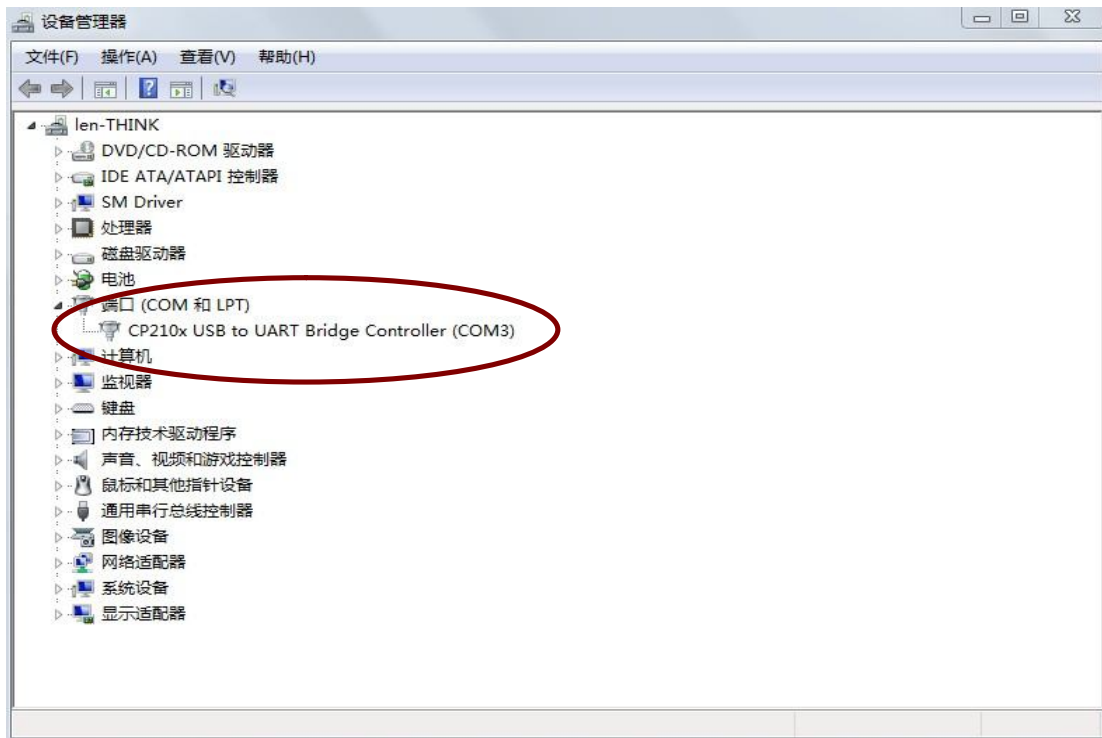 设备管理器
文件(F) 操作(A) 查看(V) 帮助(H)
len-THINK
DVD/CD-ROM 驱动器
IDE ATA/ATAPI 控制器
SM Driver
处理器
磁盘驱动器
电池
端口 (COM 和 LPT)
CP210x USB to UART Bridge Controller (COM3)
计算机
监视器
键盘
内存技术驱动程序
声音、视频和游戏控制器
鼠标和其他指针设备
通用串行总线控制器
图像设备
网络适配器
系统设备
显示适配器